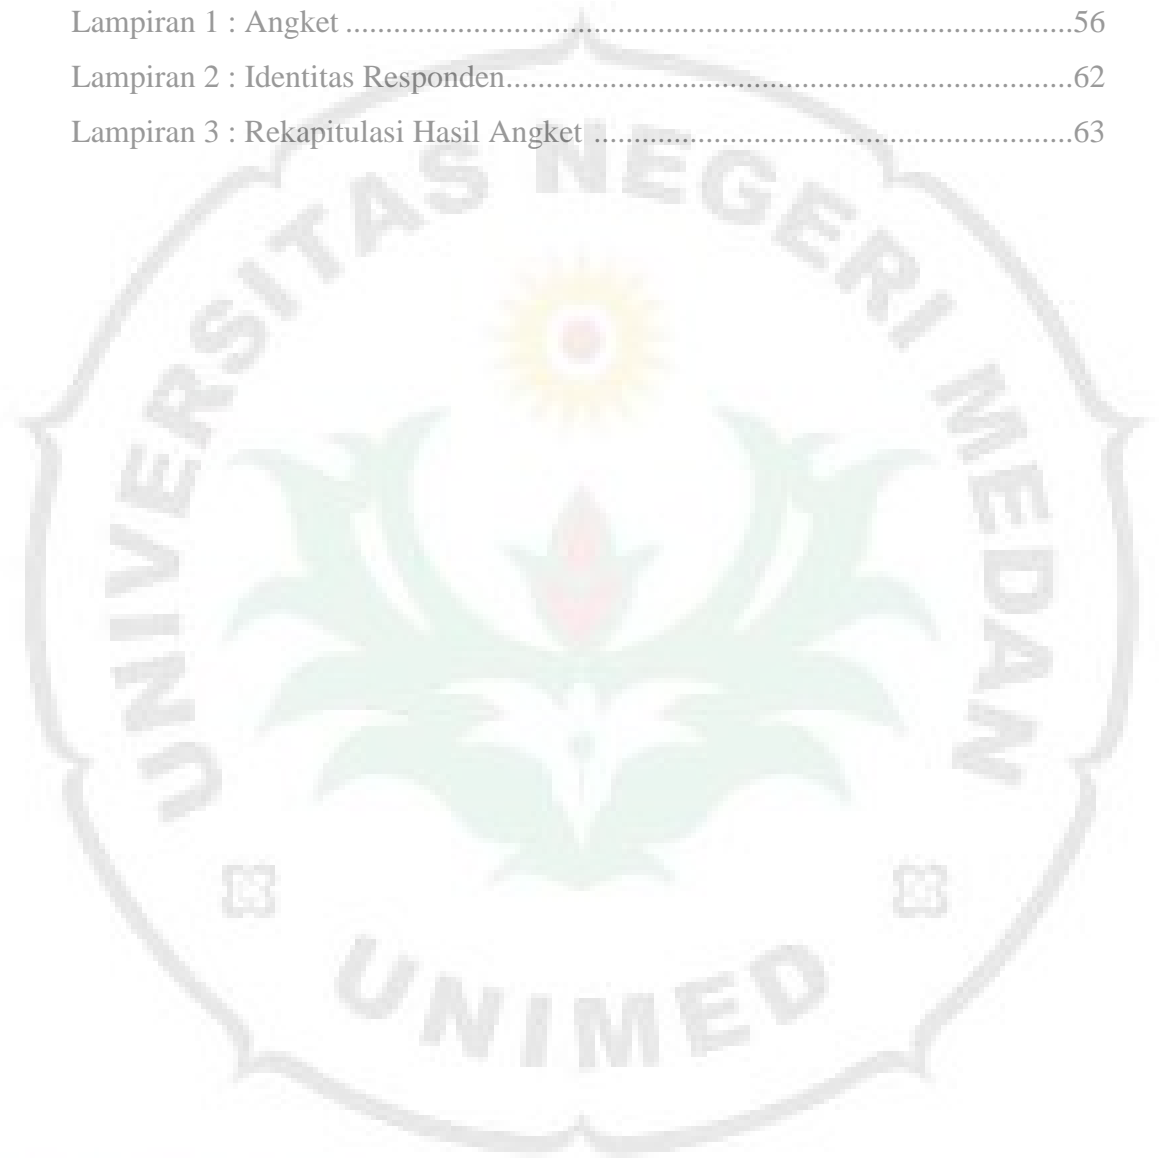 Lampiran 1 : Angket ...........................................................................................56
Lampiran 2 : Identitas Responden.......................................................................62
Lampiran 3 : Rekapitulasi Hasil Angket ............................................................63
UNIVERSITAS NEGERI MEDAN
UNIMED